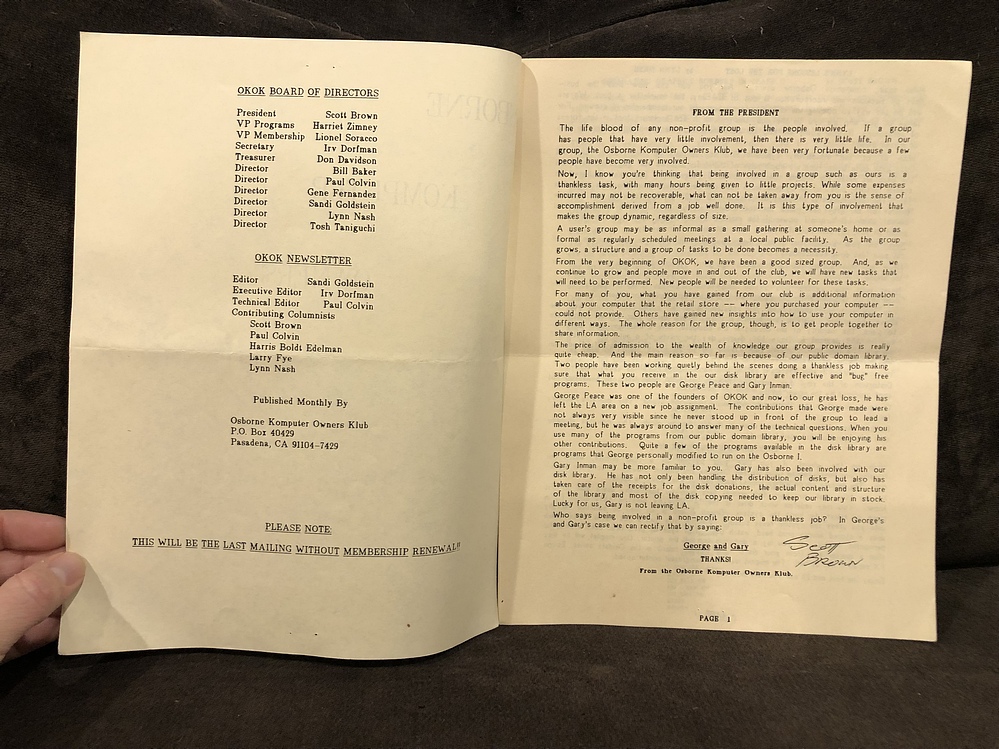 OKOK BOARD OF DIRECTORS
President Scott Brown
VP Programs Harriet Zimney
VP Membership Lionel Soracco
Secretary Irv Dorfman
Treasurer Don Davidson
Director Bill Baker
Director Paul Colvin
Director Gene Fernandez
Director Sandi Goldstein
Director Lynn Nash
Director Tosh Taniguchi
OKOK NEWSLETTER
Editor Sandi Goldstein
Executive Editor Irv Dorfman
Technical Editor Paul Colvin
Contributing Columnists
Scott Brown
Paul Colvin
Harris Boldt Edelman
Larry Fye
Lynn Nash
Published Monthly By
Osborne Komputer Owners Klub
P.O. Box 40429
Pasadena, CA 91104-7429
PLEASE NOTE:
THIS WILL BE THE LAST MAILING WITHOUT MEMBERSHIP RENEWAL!!
FROM THE PRESIDENT
The life blood of any non-profit group is the people involved. If a group
has people that have very little involvement, then there is very little life. In our
group, the Osborne Komputer Owners Klub, we have been very fortunate because a few
people have become very involved.
Now, I know you're thinking that being involved in a group such as ours is a
thankless task, with many hours being given to little projects. While some expenses
incurred may not be recoverable, what can not be taken away from you is the sense of
accomplishment derived from a job well done. It is this type of involvement that
makes the group dynamic, regardless of size.
A user's group may be as informal as a small gathering at someone's home or as
formal as regularly scheduled meetings at a local public facility. As the group
grows, a structure and a group of tasks to be done becomes a necessity.
From the very beginning of OKOK, we have been a good sized group. And, as we
continue to grow and people move in and out of the club, we will have new tasks that
will need to be performed. New people will be needed to volunteer for these tasks.
For many of you, what you have gained from our club is additional information
about your computer that the retail store -- where you purchased your computer --
could not provide. Others have gained new insights into how to use your computer in
different ways. The whole reason for the group, though, is to get people together to
share information.
The price of admission to the wealth of knowledge our group provides is really
quite cheap. And the main reason so far is because of our public domain library.
Two people have been working quietly behind the scenes doing a thankless job making
sure that what you receive in the our disk library are effective and "bug" free
programs. These two people are George Peace and Gary Inman.
George Peace was one of the founders of OKOK and now, to our great loss, he has
left the LA area on a new job assignment. The contributions that George made were
not always very visible since he never stood up in front of the group to lead a
meeting, but he was always around to answer many of the technical questions. When you
use many of the programs from our public domain library, you will be enjoying his
other contributions. Quite a few of the programs available in the disk library are
programs that George personally modified to run on the Osborne I.
Gary Inman may be more familiar to you. Gary has also been involved with our
disk library. He has not only been handling the distribution of disks, but also has
taken care of the receipts for the disk donations, the actual content and structure
of the library and most of the disk copying needed to keep our library in stock.
Lucky for us, Gary is not leaving LA.
Who says being involved in a non-profit group is a thankless job? In George's
and Gary's case we can rectify that by saying:
George and Gary
THANKS!
From the Osborne Komputer Owners Klub.
Scott
Brown
PAGE 1